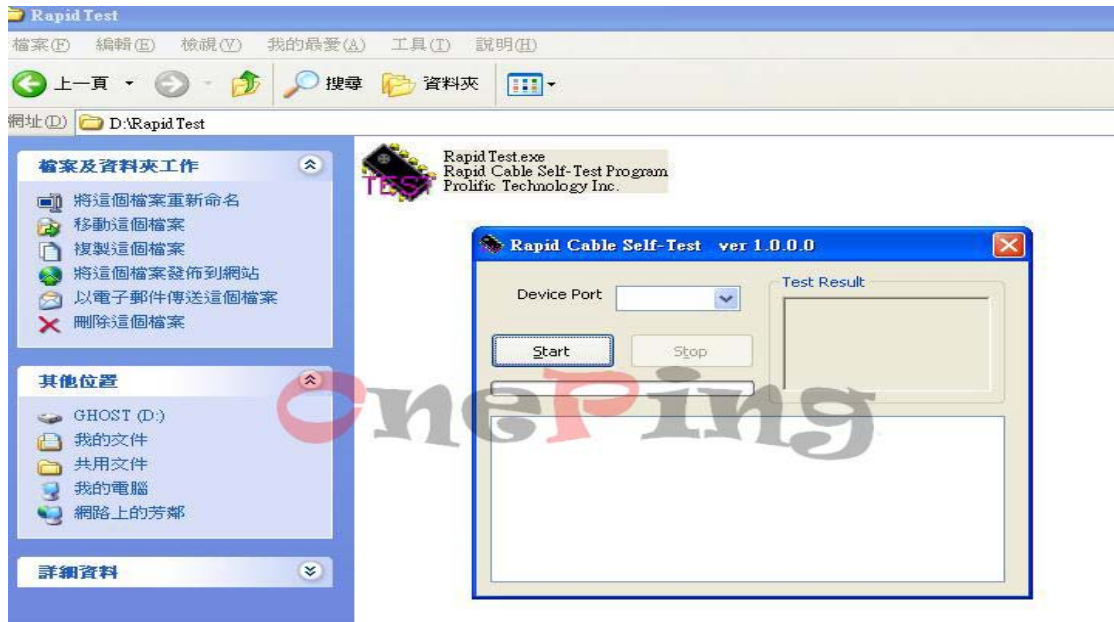 Rapid Test
檔案(F) 編輯(E) 檢視(V) 我的最愛(A) 工具(T) 說明(H)
上一頁 搜尋 資料夾
網址(D) D:\Rapid Test
檔案及資料夾工作
將這個檔案重新命名
移動這個檔案
複製這個檔案
將這個檔案發佈到網站
以電子郵件傳送這個檔案
刪除這個檔案
其他位置
GHOST (D:)
我的文件
共用文件
我的電腦
網路上的芳鄰
詳細資料
TEST
Rapid Test.exe
Rapid Cable Self-Test Program
Prolific Technology Inc.
Rapid Cable Self-Test ver 1.0.0.0
Device Port
Test Result
Start Stop
OnePing